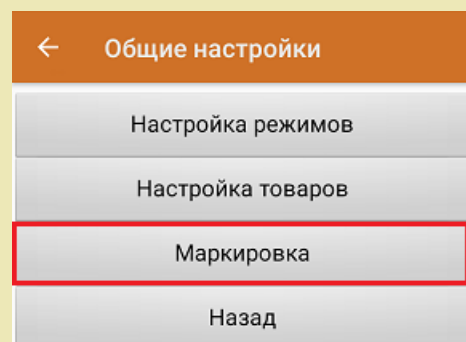 Общие настройки
Настройка режимов
Настройка товаров
Маркировка
Назад